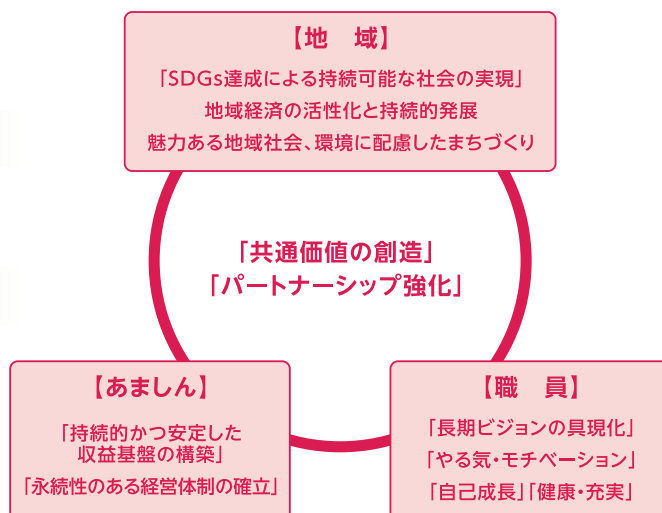 【地　域】
「SDGs達成による持続可能な社会の実現」
地域経済の活性化と持続的発展
魅力ある地域社会、環境に配慮したまちづくり
「共通価値の創造」
「パートナーシップ強化」
【あましん】
「持続的かつ安定した
収益基盤の構築」
「永続性のある経営体制の確立」
【職　員】
「長期ビジョンの具現化」
「やる気・モチベーション」
「自己成長」「健康・充実」